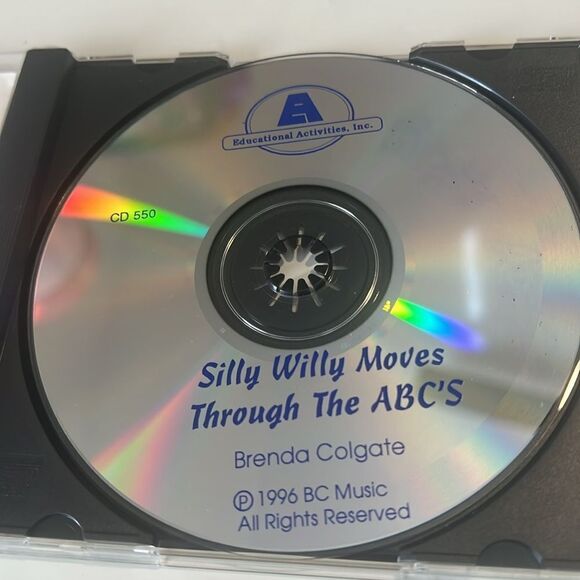 A
Educational Activities, Inc.
CD 550
Silly Willy Moves
Through The ABC'S
Brenda Colgate
℗ 1996 BC Music
All Rights Reserved